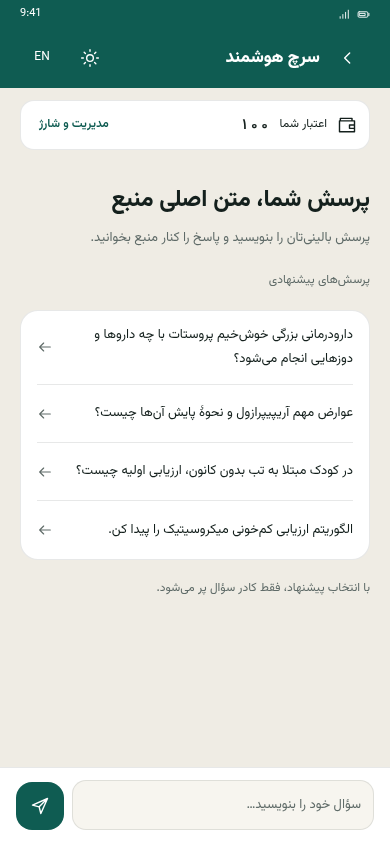 9:41
سرچ هوشمند
EN
اعتبار شما ۱۰۰
مدیریت و شارژ
پرسش شما، متن اصلی منبع
پرسش بالینی‌تان را بنویسید و پاسخ را کنار منبع بخوانید.
پرسش‌های پیشنهادی
دارودرمانی بزرگی خوش‌خیم پروستات با چه داروها و
دوزهایی انجام می‌شود؟
عوارض مهم آریپیپرازول و نحوهٔ پایش آن‌ها چیست؟
در کودک مبتلا به تب بدون کانون، ارزیابی اولیه چیست؟
الگوریتم ارزیابی کم‌خونی میکروسیتیک را پیدا کن.
با انتخاب پیشنهاد، فقط کادر سؤال پر می‌شود.
سؤال خود را بنویسید...